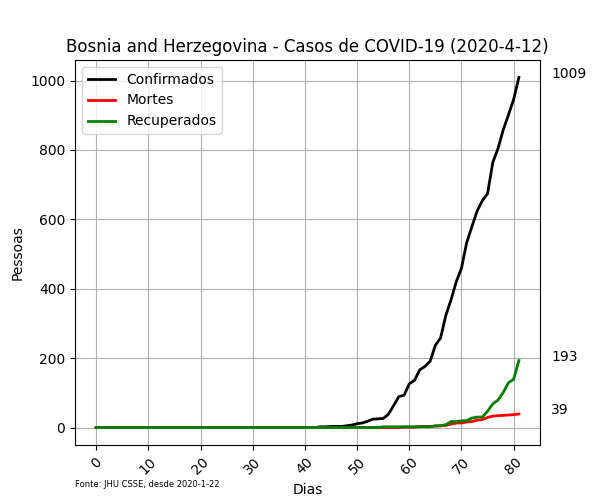 Bosnia and Herzegovina - Casos de COVID-19 (2020-4-12)
Confirmados
Mortes
Recuperados
1009
193
39
1000
800
600
400
200
0
Pessoas
0 10 20 30 40 50 60 70 80
Fonte: JHU CSSE, desde 2020-1-22
Dias